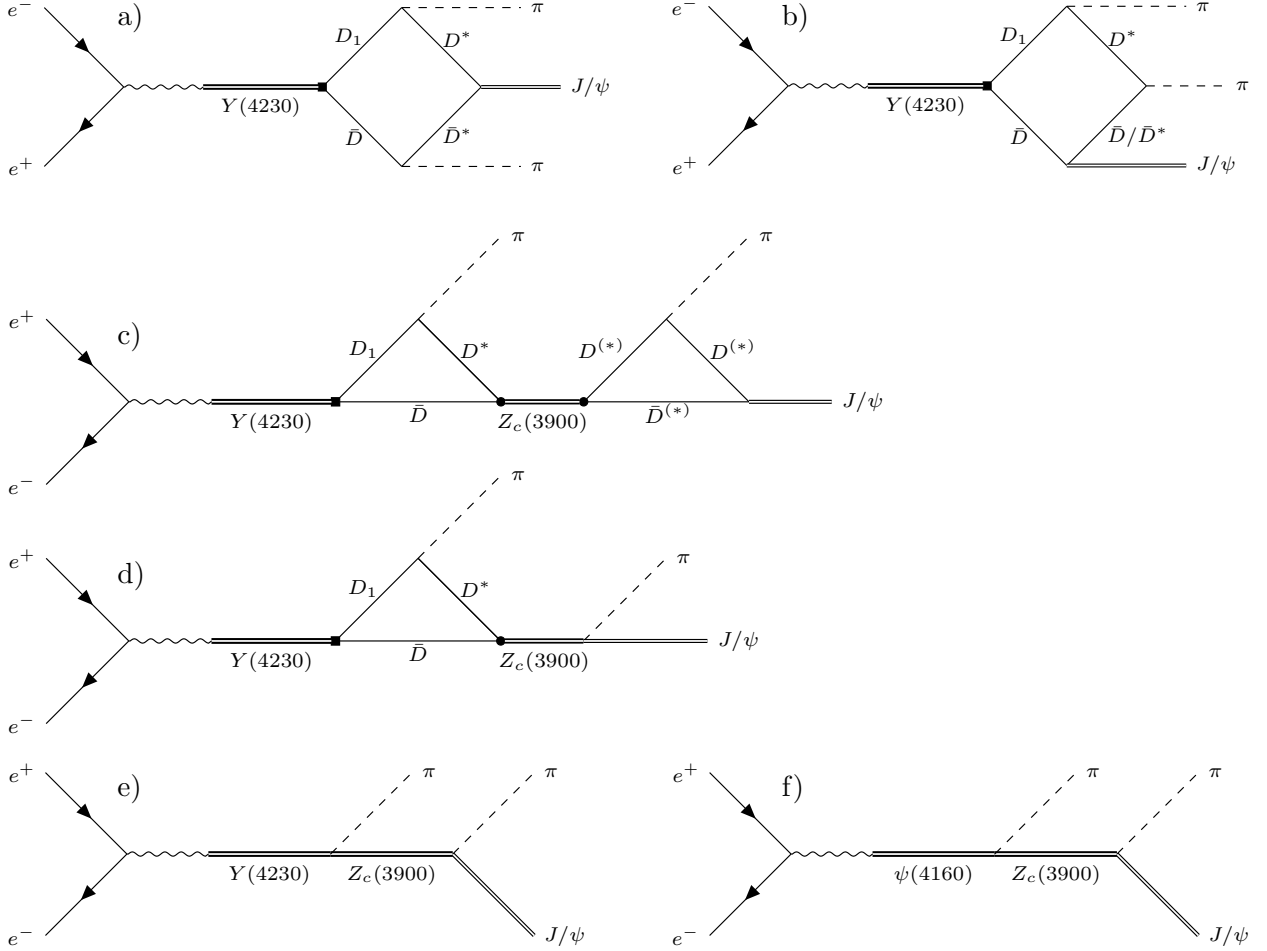 e⁻ a) π e⁻ b) π
D₁ D* D₁ D*
Y(4230) J/ψ Y(4230) π
D̄ D̄* D̄ D̄/D̄*
e⁺ π e⁺ J/ψ
π π
e⁺ c)
D₁ D* D⁽*⁾ D⁽*⁾
J/ψ
Y(4230) D̄ Z_c(3900) D̄⁽*⁾
e⁻
π
e⁺ d) π
D₁ D*
J/ψ
Y(4230) D̄ Z_c(3900)
e⁻
e⁺ e) π π e⁺ f) π π
Y(4230) Z_c(3900) ψ(4160) Z_c(3900)
e⁻ J/ψ e⁻ J/ψ